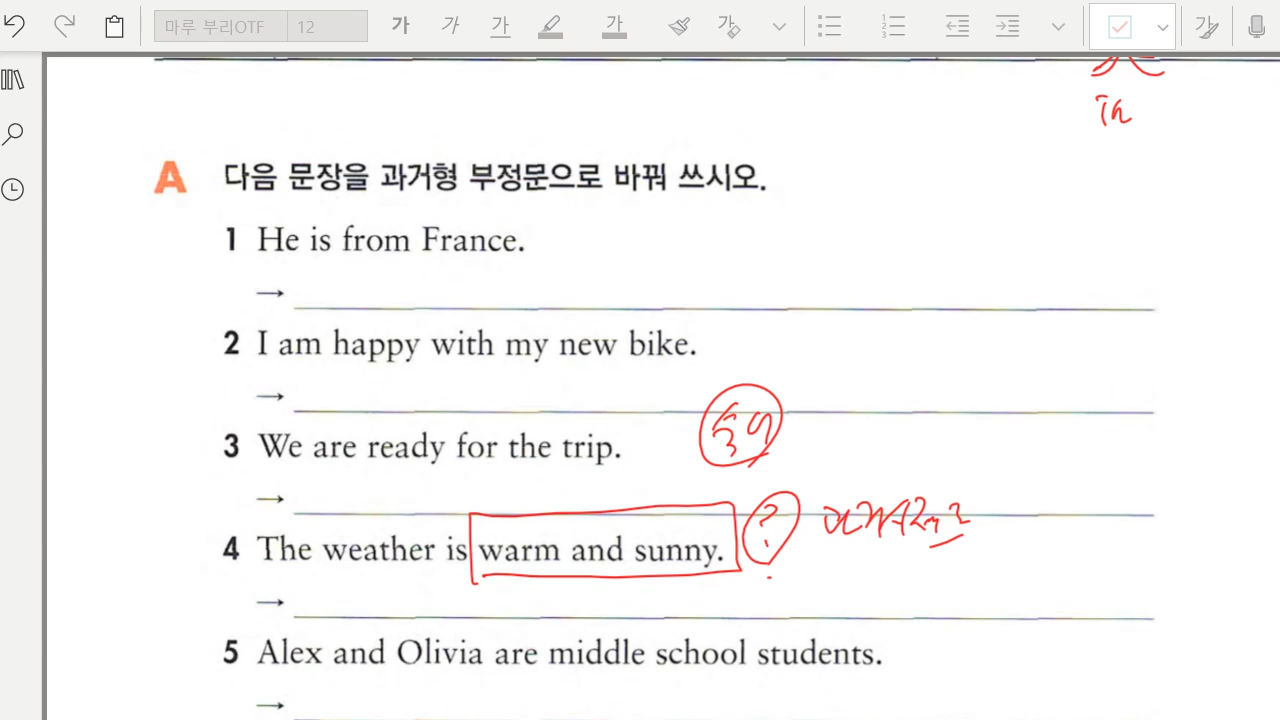 마루 부리OTF 12 가 가 가 가 가 가
A 다음 문장을 과거형 부정문으로 바꿔 쓰시오.
1 He is from France.
→
2 I am happy with my new bike.
→
3 We are ready for the trip.
→
?
4 The weather is warm and sunny.
→
5 Alex and Olivia are middle school students.
→